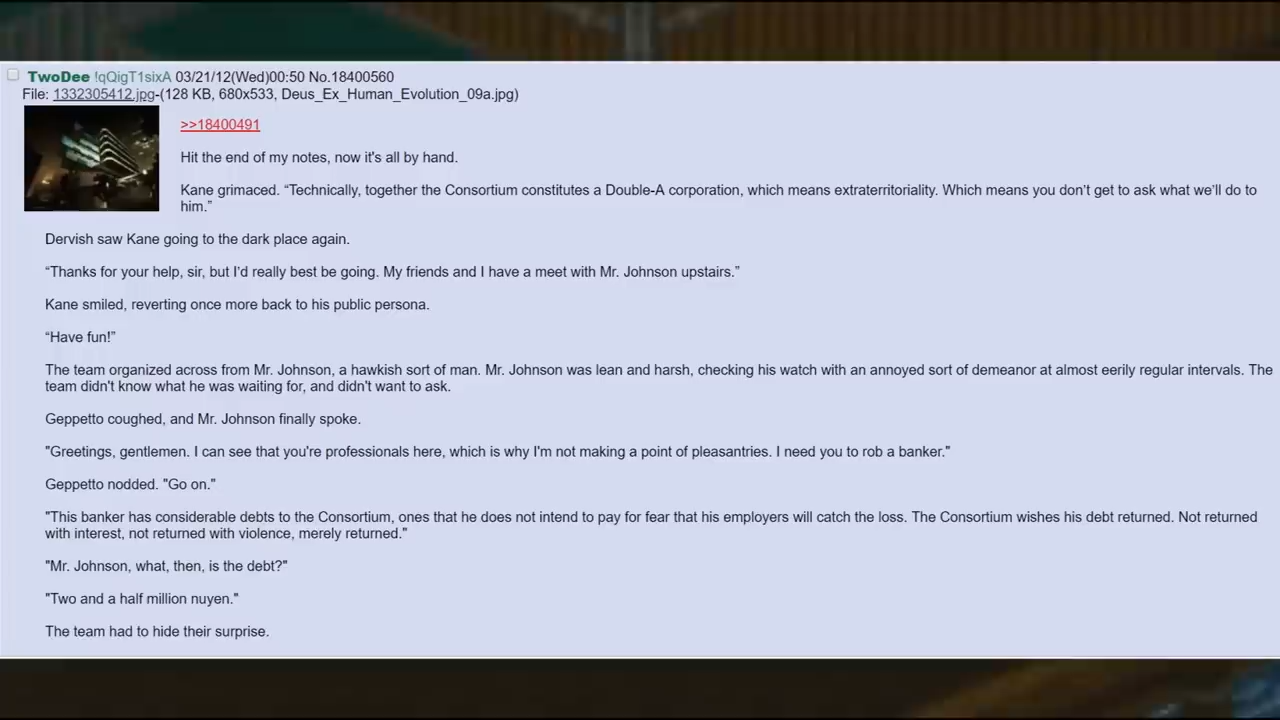 TwoDee !qQigT1sixA 03/21/12(Wed)00:50 No.18400560
File: 1332305412.jpg-(128 KB, 680x533, Deus_Ex_Human_Evolution_09a.jpg)
>>18400491
Hit the end of my notes, now it's all by hand.
Kane grimaced. “Technically, together the Consortium constitutes a Double-A corporation, which means extraterritoriality. Which means you don’t get to ask what we’ll do to
him.”
Dervish saw Kane going to the dark place again.
“Thanks for your help, sir, but I’d really best be going. My friends and I have a meet with Mr. Johnson upstairs.”
Kane smiled, reverting once more back to his public persona.
“Have fun!”
The team organized across from Mr. Johnson, a hawkish sort of man. Mr. Johnson was lean and harsh, checking his watch with an annoyed sort of demeanor at almost eerily regular intervals. The
team didn't know what he was waiting for, and didn't want to ask.
Geppetto coughed, and Mr. Johnson finally spoke.
"Greetings, gentlemen. I can see that you're professionals here, which is why I'm not making a point of pleasantries. I need you to rob a banker."
Geppetto nodded. "Go on."
"This banker has considerable debts to the Consortium, ones that he does not intend to pay for fear that his employers will catch the loss. The Consortium wishes his debt returned. Not returned
with interest, not returned with violence, merely returned."
"Mr. Johnson, what, then, is the debt?"
"Two and a half million nuyen."
The team had to hide their surprise.